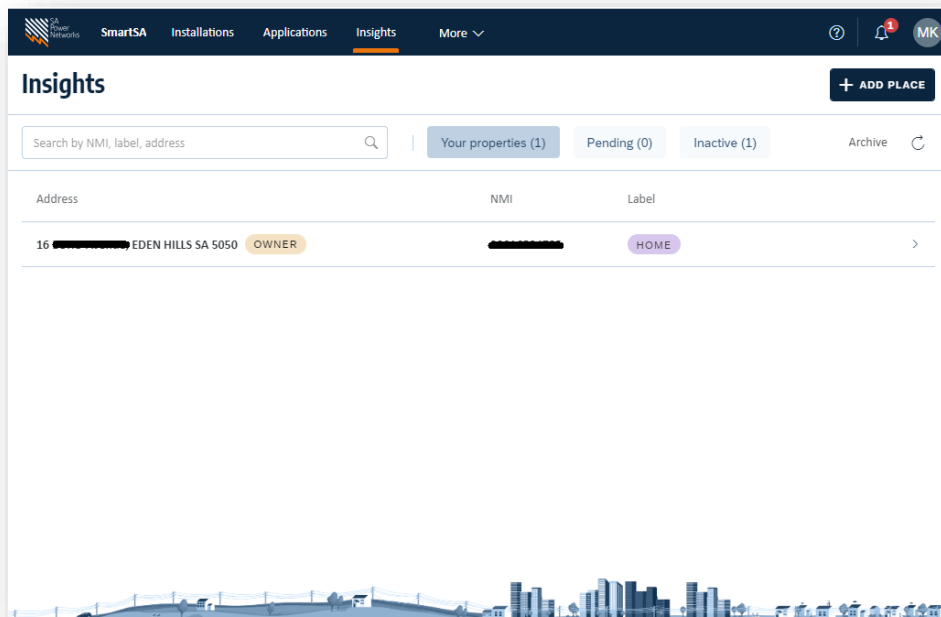 SA
Power
Networks
SmartSA Installations Applications Insights More
1
MK
Insights
+ ADD PLACE
Search by NMI, label, address
Your properties (1) Pending (0) Inactive (1) Archive
Address NMI Label
16 EDEN HILLS SA 5050 OWNER HOME